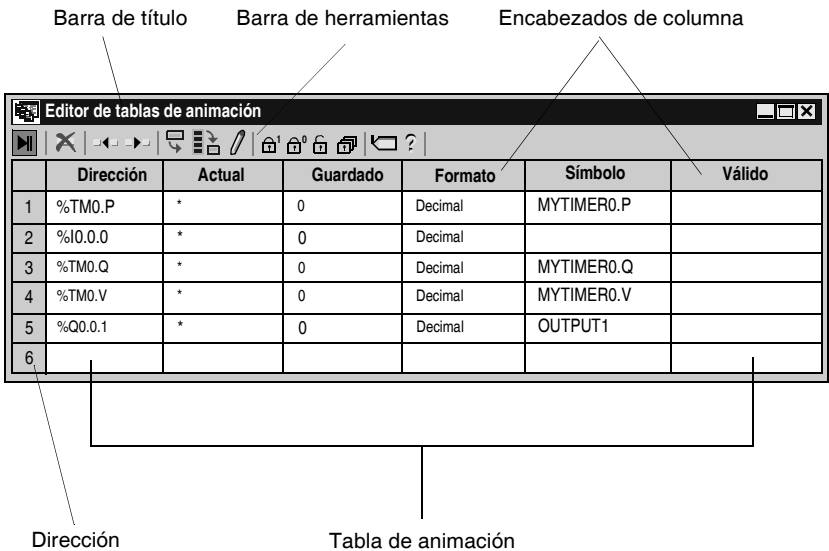 Barra de título Barra de herramientas Encabezados de columna
Editor de tablas de animación
Dirección Actual Guardado Formato Símbolo Válido
1 %TM0.P * 0 Decimal MYTIMER0.P
2 %I0.0.0 * 0 Decimal
3 %TM0.Q * 0 Decimal MYTIMER0.Q
4 %TM0.V * 0 Decimal MYTIMER0.V
5 %Q0.0.1 * 0 Decimal OUTPUT1
6
Dirección Tabla de animación